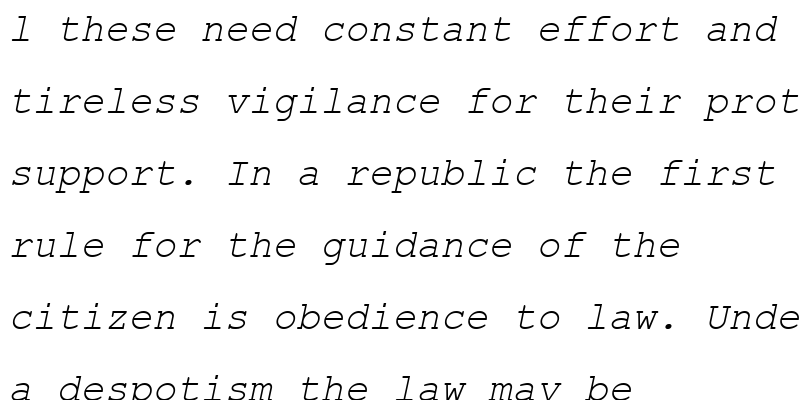 l these need constant effort and
tireless vigilance for their prot
support. In a republic the first
rule for the guidance of the
citizen is obedience to law. Unde
a despotism the law may be